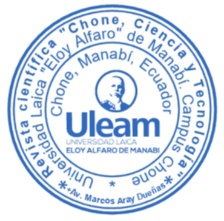 Revista científica "Chone, Ciencia y Tecnología"
Universidad Laica "Eloy Alfaro" de Manabí, Campus Chone
Chone, Manabí, Ecuador
Uleam
UNIVERSIDAD LAICA
ELOY ALFARO DE MANABÍ
*Av. Marcos Aray Dueñas*